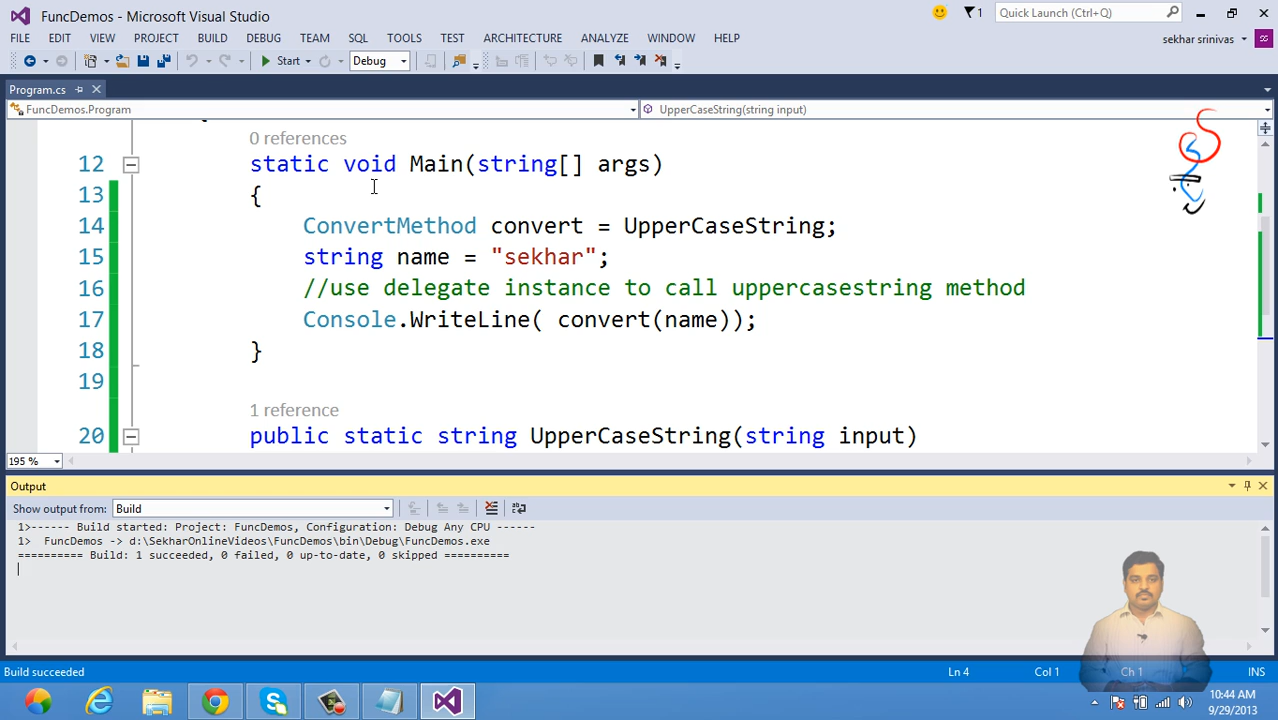 FuncDemos - Microsoft Visual Studio
1
Quick Launch (Ctrl+Q)
FILE EDIT VIEW PROJECT BUILD DEBUG TEAM SQL TOOLS TEST ARCHITECTURE ANALYZE WINDOW HELP
sekhar srinivas
SS
Start
Debug
Program.cs
FuncDemos.Program
UpperCaseString(string input)
0 references
12 static void Main(string[] args)
13 {
14 ConvertMethod convert = UpperCaseString;
15 string name = "sekhar";
16 //use delegate instance to call uppercasestring method
17 Console.WriteLine( convert(name));
18 }
19
1 reference
20 public static string UpperCaseString(string input)
195 %
Output
Show output from: Build
1>------ Build started: Project: FuncDemos, Configuration: Debug Any CPU ------
1> FuncDemos -> d:\SekharOnlineVideos\FuncDemos\bin\Debug\FuncDemos.exe
========== Build: 1 succeeded, 0 failed, 0 up-to-date, 0 skipped ==========
Build succeeded
Ln 4
Col 1
Ch 1
INS
10:44 AM
9/29/2013